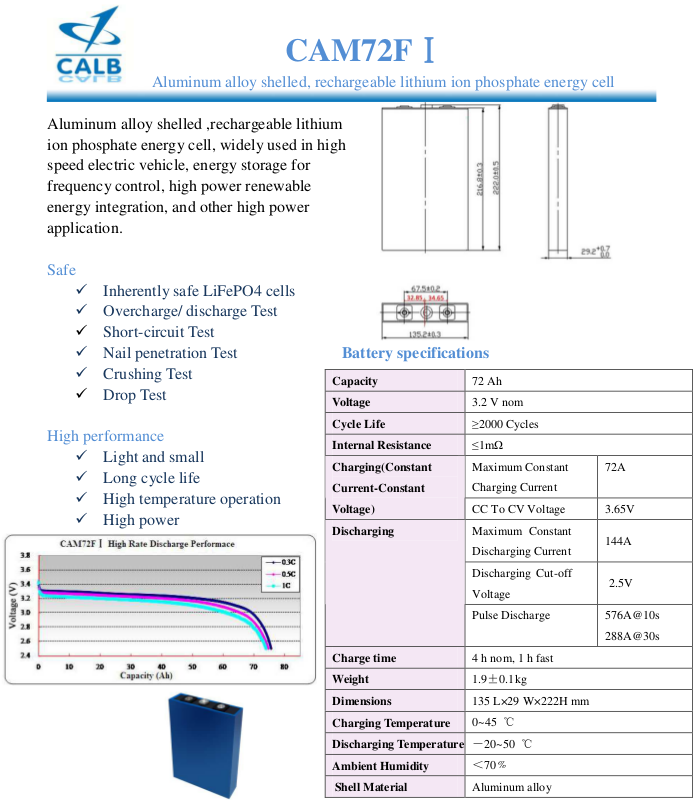 CALB
CAM72F Ⅰ
Aluminum alloy shelled, rechargeable lithium ion phosphate energy cell
Aluminum alloy shelled ,rechargeable lithium
ion phosphate energy cell, widely used in high
speed electric vehicle, energy storage for
frequency control, high power renewable
energy integration, and other high power
application.
216.8±0.3
222.0±0.5
29.2 +0.7 0.0
67.5±0.2
32.85 34.65
135.2±0.3
Safe
✓ Inherently safe LiFePO4 cells
✓ Overcharge/ discharge Test
✓ Short-circuit Test
✓ Nail penetration Test
✓ Crushing Test
✓ Drop Test
High performance
✓ Light and small
✓ Long cycle life
✓ High temperature operation
✓ High power
CAM72F Ⅰ High Rate Discharge Performace
Voltage (V)
3.8
3.6
3.4
3.2
3.0
2.8
2.6
2.4
0 10 20 30 40 50 60 70 80
Capacity (Ah)
0.3C
0.5C
1C
Battery specifications
Capacity 72 Ah
Voltage 3.2 V nom
Cycle Life ≥2000 Cycles
Internal Resistance ≤1mΩ
Charging(Constant Current-Constant Voltage)
Maximum Constant Charging Current 72A
CC To CV Voltage 3.65V
Discharging
Maximum Constant Discharging Current 144A
Discharging Cut-off Voltage 2.5V
Pulse Discharge 576A@10s
288A@30s
Charge time 4 h nom, 1 h fast
Weight 1.9±0.1kg
Dimensions 135 L×29 W×222H mm
Charging Temperature 0~45 ℃
Discharging Temperature －20~50 ℃
Ambient Humidity ＜70%
Shell Material Aluminum alloy